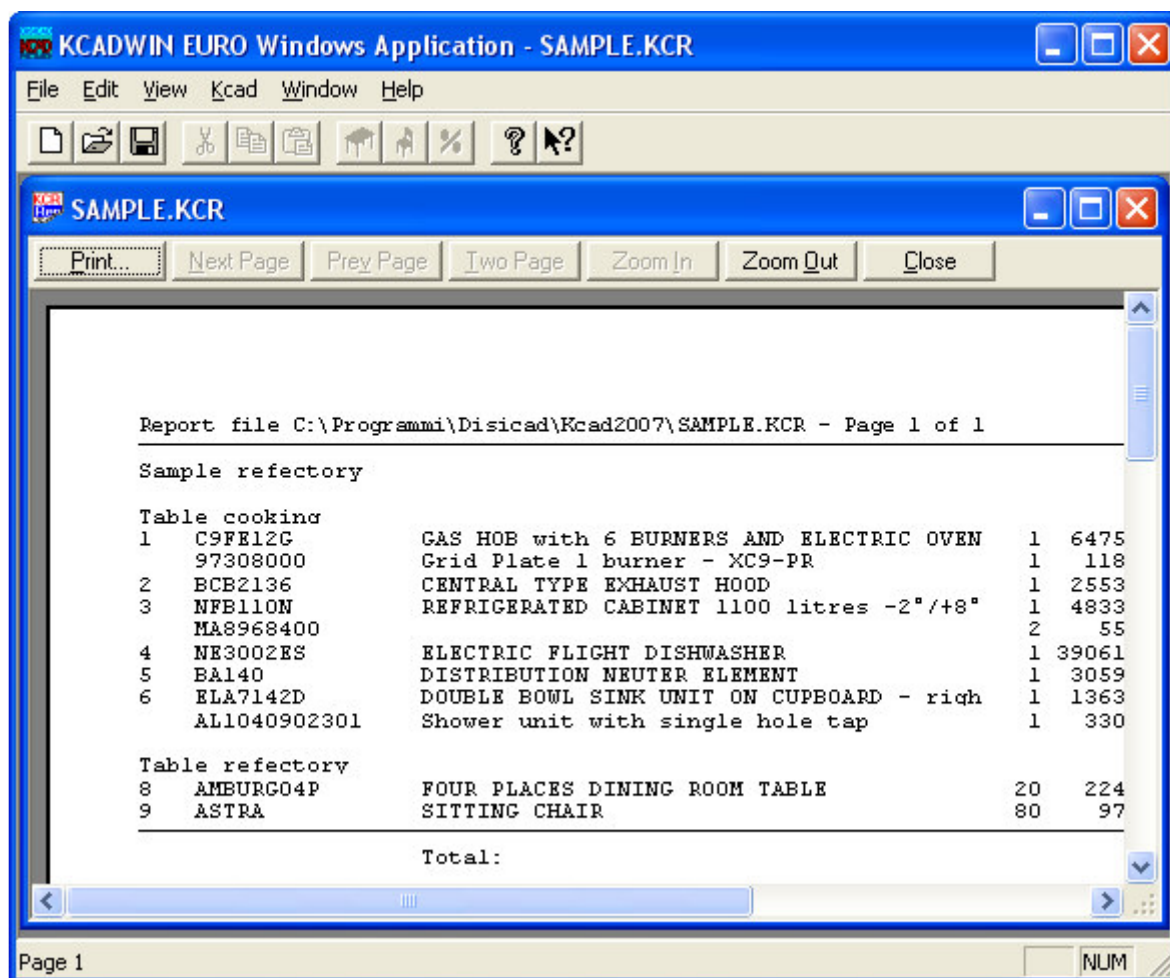 KCADWIN EURO Windows Application - SAMPLE.KCR
File Edit View Kcad Window Help
SAMPLE.KCR
Print... Next Page Prev Page Two Page Zoom In Zoom Out Close
Report file C:\Programmi\Disicad\Kcad2007\SAMPLE.KCR - Page 1 of 1
Sample refectory
Table cooking
1 C9FE12G GAS HOB with 6 BURNERS AND ELECTRIC OVEN 1 6475
97308000 Grid Plate 1 burner - XC9-PR 1 118
2 BCB2136 CENTRAL TYPE EXHAUST HOOD 1 2553
3 NFB110N REFRIGERATED CABINET 1100 litres -2°/+8° 1 4833
MA8968400 2 55
4 NE3002ES ELECTRIC FLIGHT DISHWASHER 1 39061
5 BA140 DISTRIBUTION NEUTER ELEMENT 1 3059
6 ELA7142D DOUBLE BOWL SINK UNIT ON CUPBOARD - righ 1 1363
AL1040902301 Shower unit with single hole tap 1 330
Table refectory
8 AMBURGO4P FOUR PLACES DINING ROOM TABLE 20 224
9 ASTRA SITTING CHAIR 80 97
Total:
Page 1 NUM